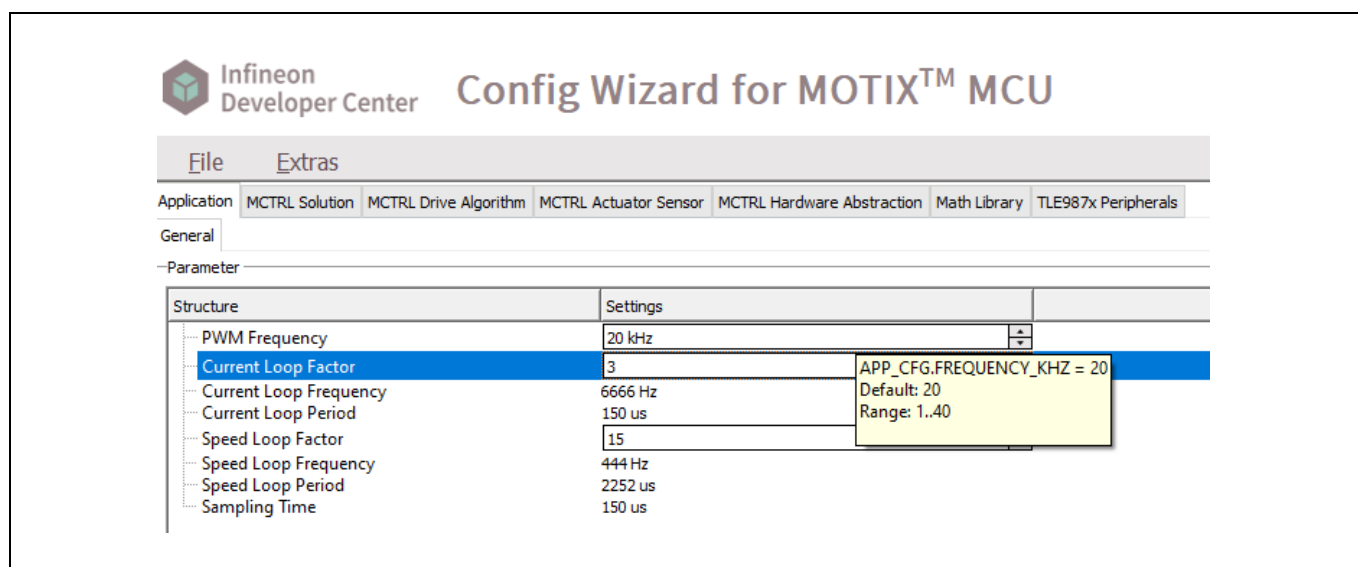 Infineon
Developer Center
Config Wizard for MOTIX™ MCU
File Extras
Application MCTRL Solution MCTRL Drive Algorithm MCTRL Actuator Sensor MCTRL Hardware Abstraction Math Library TLE987x Peripherals
General
Parameter
Structure Settings
PWM Frequency 20 kHz
Current Loop Factor 3
APP_CFG.FREQUENCY_KHZ = 20
Default: 20
Range: 1..40
Current Loop Frequency 6666 Hz
Current Loop Period 150 us
Speed Loop Factor 15
Speed Loop Frequency 444 Hz
Speed Loop Period 2252 us
Sampling Time 150 us